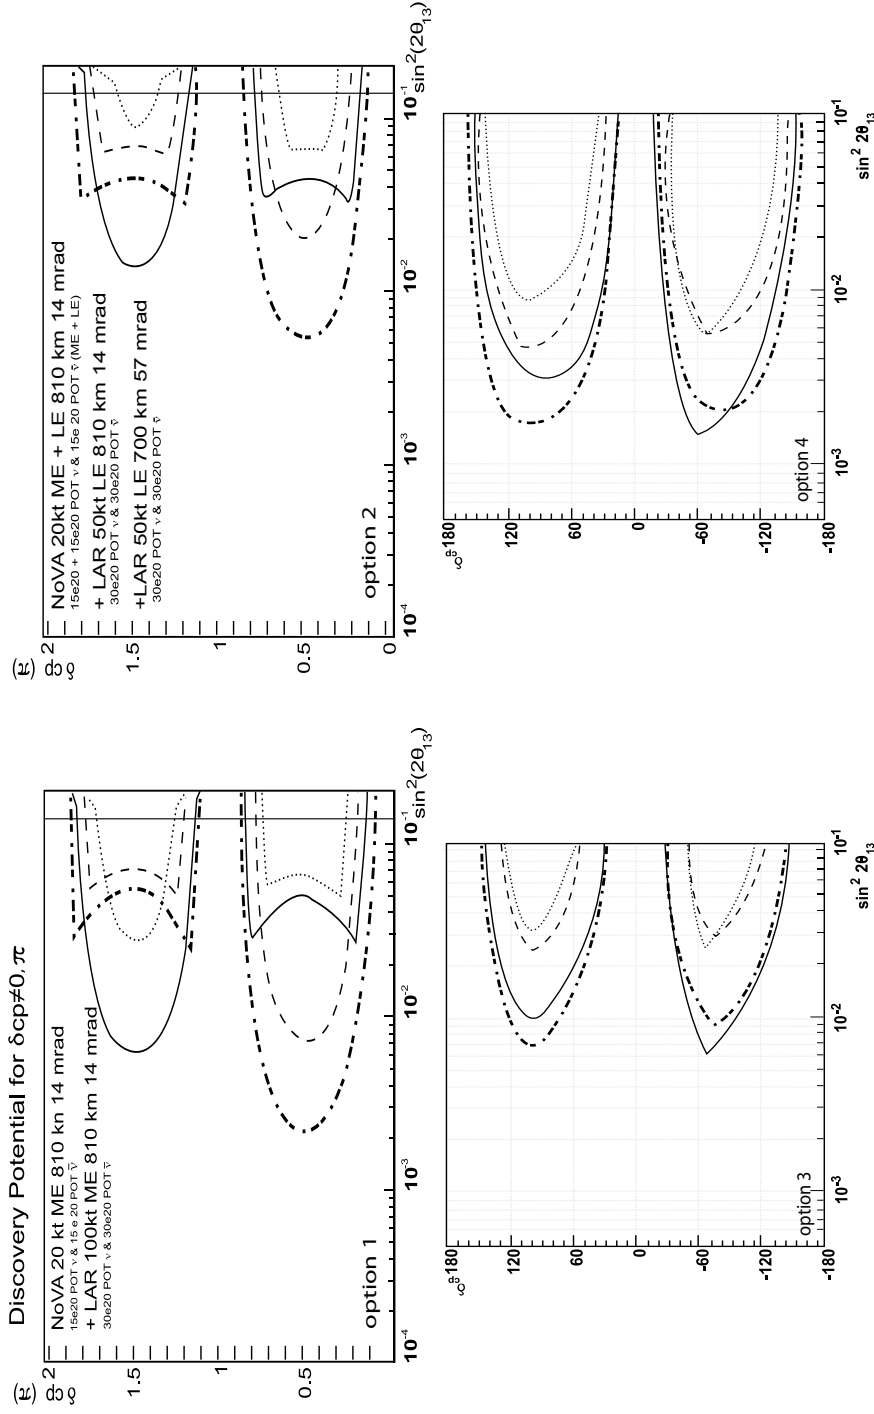 Discovery Potential for δcp≠0,π
δcp
(π)
2
1.5
1
0.5
NoVA 20 kt ME 810 kn 14 mrad
15e20 POT ν & 15 e 20 POT ν̅
+ LAR 100kt ME 810 km 14 mrad
30e20 POT ν & 30e20 POT ν̅
option 1
10⁻⁴
10⁻³
10⁻²
10⁻¹
sin²(2θ₁₃)
δcp
(π)
2
1.5
1
0.5
0
NoVA 20kt ME + LE 810 km 14 mrad
15e20 + 15e20 POT ν & 15e 20 POT ν̅ (ME + LE)
+ LAR 50kt LE 810 km 14 mrad
30e20 POT ν & 30e20 POT ν̅
+LAR 50kt LE 700 km 57 mrad
30e20 POT ν & 30e20 POT ν̅
option 2
10⁻⁴
10⁻³
10⁻²
10⁻¹
sin²(2θ₁₃)
δcp
180
120
60
0
-60
-120
-180
option 3
10⁻³
10⁻²
10⁻¹
sin² 2θ₁₃
δcp
180
120
60
0
-60
-120
-180
option 4
10⁻³
10⁻²
10⁻¹
sin² 2θ₁₃